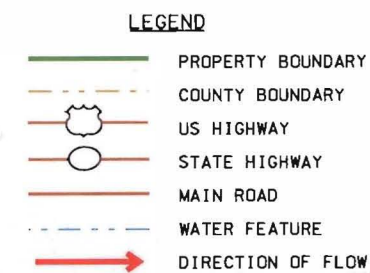 LEGEND
PROPERTY BOUNDARY
COUNTY BOUNDARY
US HIGHWAY
STATE HIGHWAY
MAIN ROAD
WATER FEATURE
DIRECTION OF FLOW